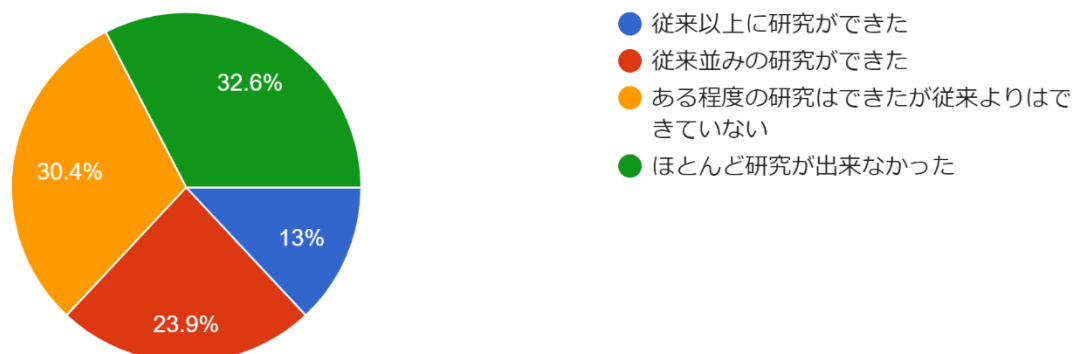 32.6%
30.4%
13%
23.9%
従来以上に研究ができた
従来並みの研究ができた
ある程度の研究はできたが従来よりはで
きていない
ほとんど研究が出来なかった